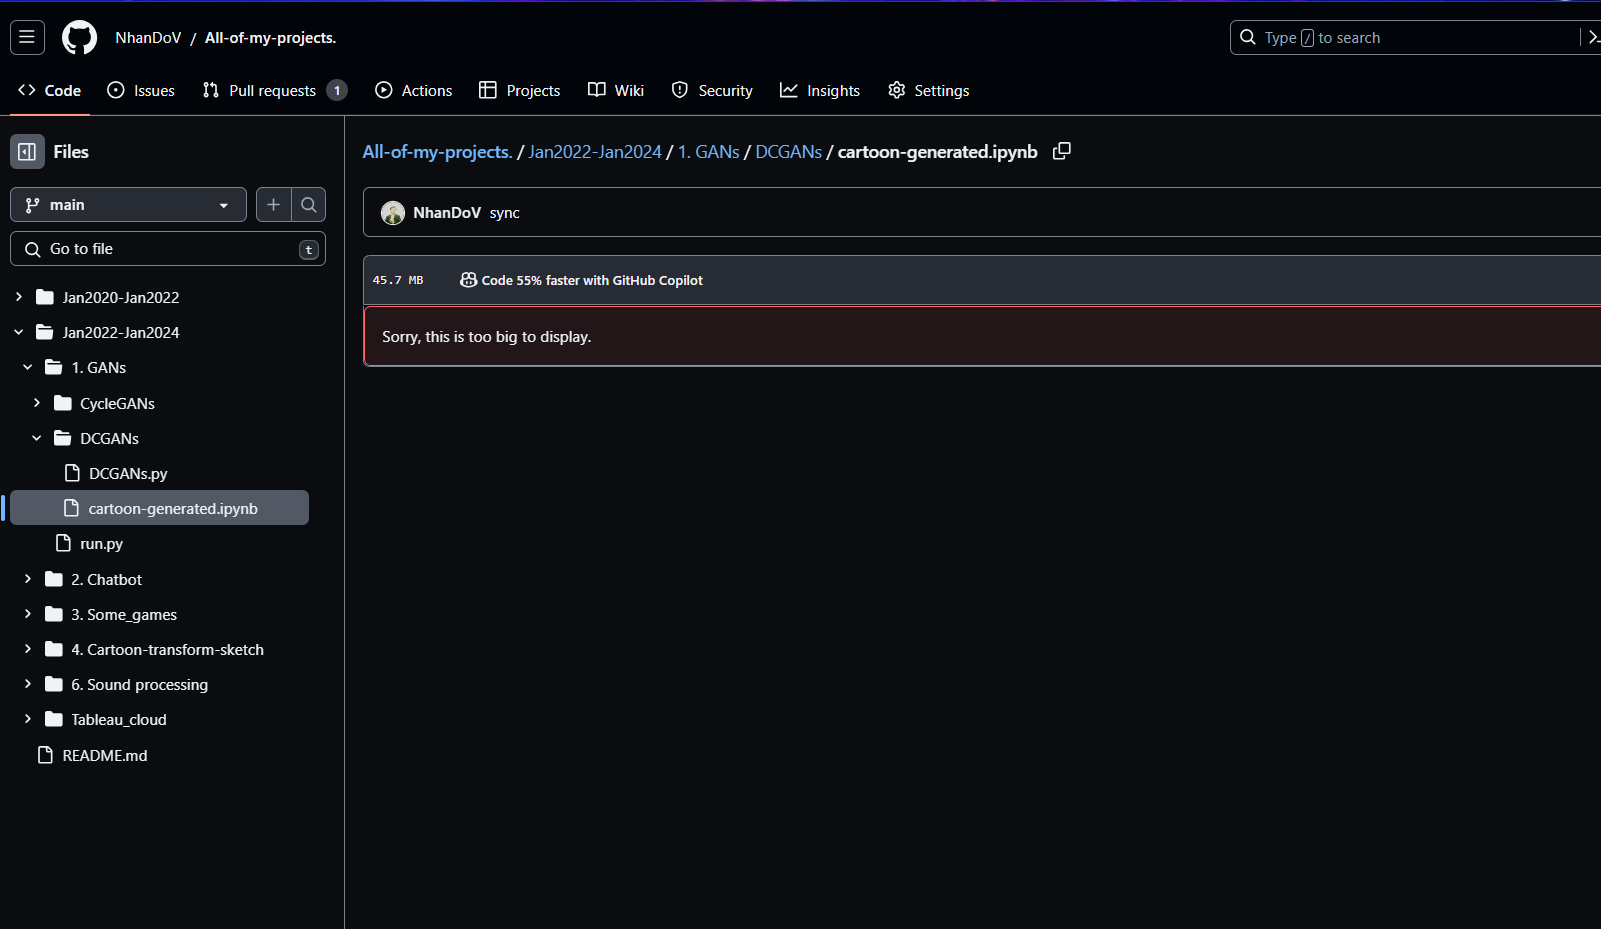 NhanDoV / All-of-my-projects.
Type / to search
Code Issues Pull requests 1 Actions Projects Wiki Security Insights Settings
Files
main
Go to file t
Jan2020-Jan2022
Jan2022-Jan2024
1. GANs
CycleGANs
DCGANs
DCGANs.py
cartoon-generated.ipynb
run.py
2. Chatbot
3. Some_games
4. Cartoon-transform-sketch
6. Sound processing
Tableau_cloud
README.md
All-of-my-projects. / Jan2022-Jan2024 / 1. GANs / DCGANs / cartoon-generated.ipynb
NhanDoV sync
45.7 MB Code 55% faster with GitHub Copilot
Sorry, this is too big to display.